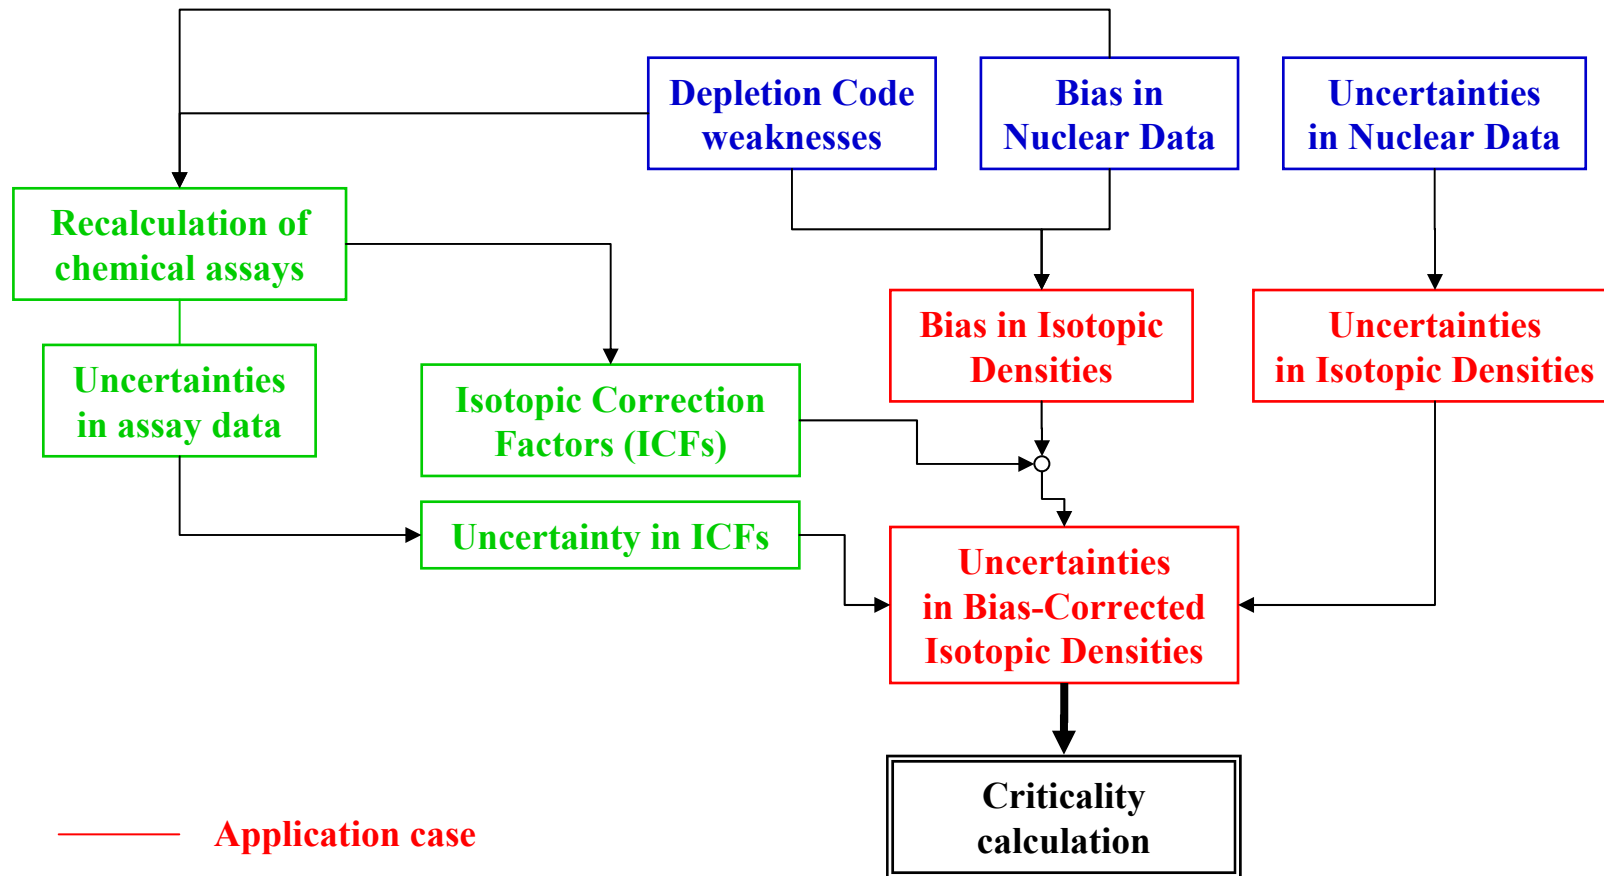 Depletion Code
weaknesses
Bias in
Nuclear Data
Uncertainties
in Nuclear Data
Recalculation of
chemical assays
Uncertainties
in assay data
Isotopic Correction
Factors (ICFs)
Uncertainty in ICFs
Bias in Isotopic
Densities
Uncertainties
in Isotopic Densities
Uncertainties
in Bias-Corrected
Isotopic Densities
Criticality
calculation
Application case